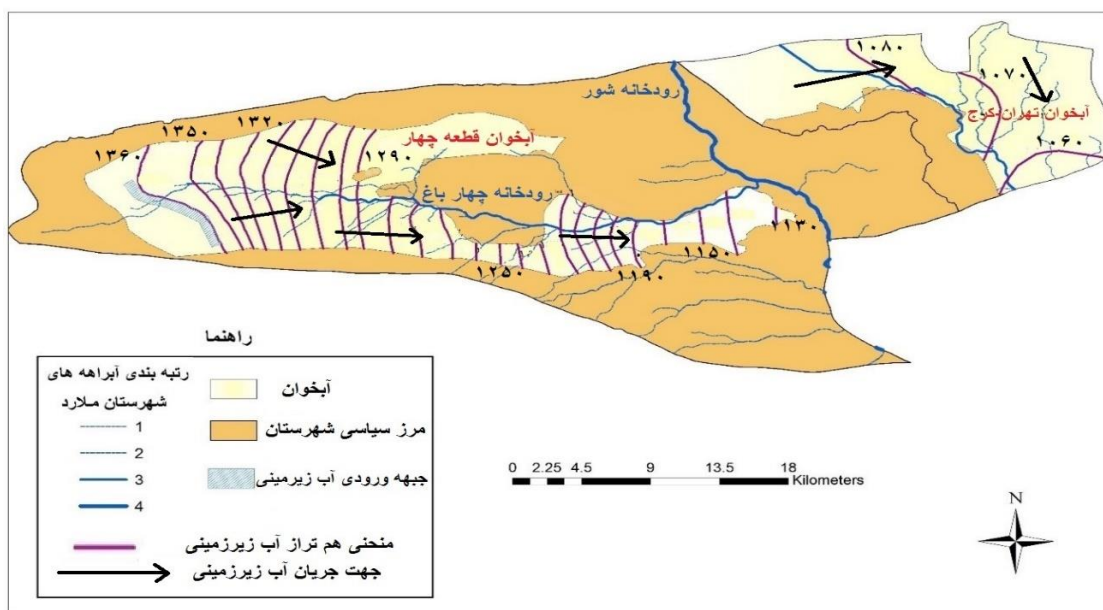 ۱۰۸۰
۱۰۷۰
رودخانه شور
آبخوان تهران-کرج
۱۳۲۰
۱۳۵۰
آبخوان قطعه چهار
۱۰۶۰
۱۳۶۰
۱۲۹۰
رودخانه چهار باغ
۱۱۳۰
۱۱۵۰
۱۲۵۰
۱۱۹۰
راهنما
رتبه بندی آبراهه های
شهرستان ملارد
1
2
3
4
آبخوان
مرز سیاسی شهرستان
جبهه ورودی آب زیرمینی
منحنی هم تراز آب زیرزمینی
جهت جریان آب زیرزمینی
0 2.25 4.5 9 13.5 18
Kilometers
N